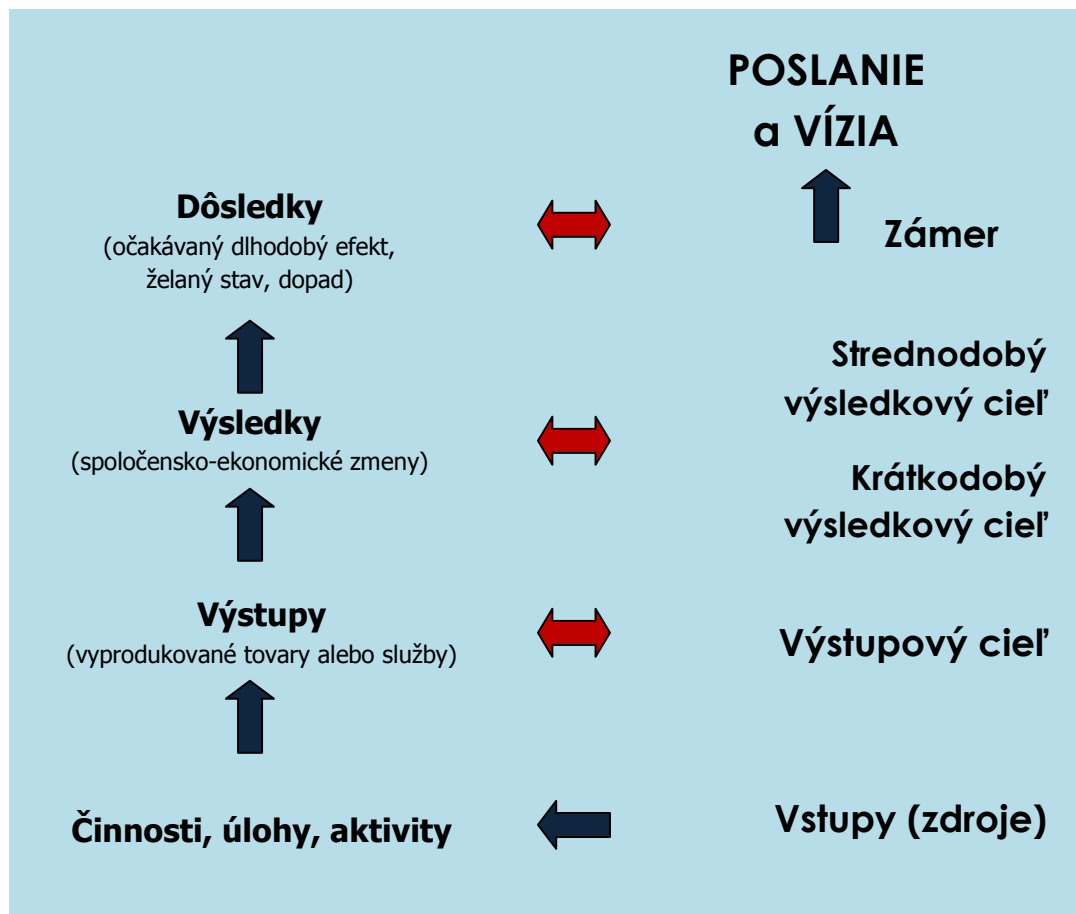 POSLANIE
a VÍZIA
Dôsledky
(očakávaný dlhodobý efekt,
želaný stav, dopad)
Zámer
Strednodobý
výsledkový cieľ
Výsledky
(spoločensko-ekonomické zmeny)
Krátkodobý
výsledkový cieľ
Výstupy
(vyprodukované tovary alebo služby)
Výstupový cieľ
Činnosti, úlohy, aktivity
Vstupy (zdroje)